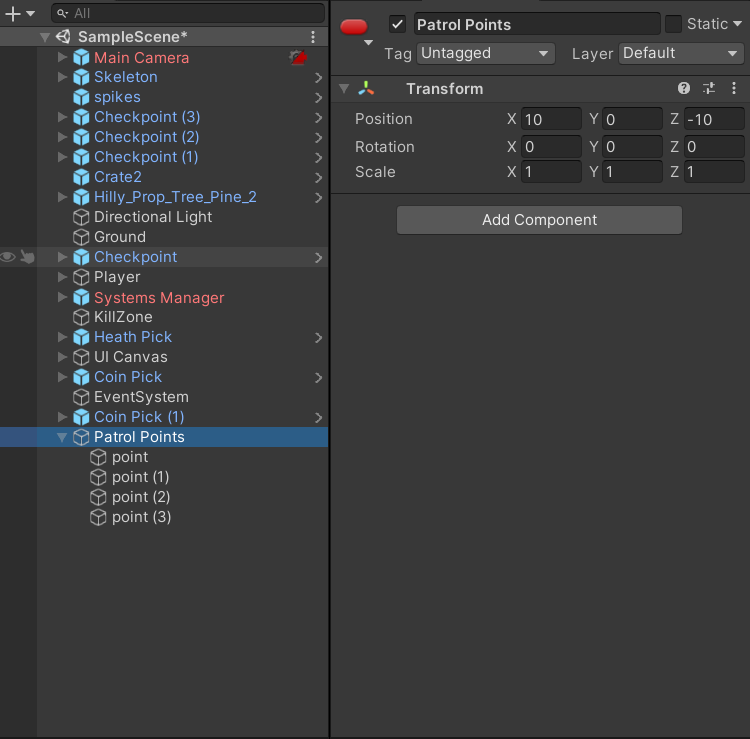 All
SampleScene*
Main Camera
Skeleton
spikes
Checkpoint (3)
Checkpoint (2)
Checkpoint (1)
Crate2
Hilly_Prop_Tree_Pine_2
Directional Light
Ground
Checkpoint
Player
Systems Manager
KillZone
Heath Pick
UI Canvas
Coin Pick
EventSystem
Coin Pick (1)
Patrol Points
point
point (1)
point (2)
point (3)
Patrol Points Static
Tag Untagged Layer Default
Transform
Position X 10 Y 0 Z -10
Rotation X 0 Y 0 Z 0
Scale X 1 Y 1 Z 1
Add Component